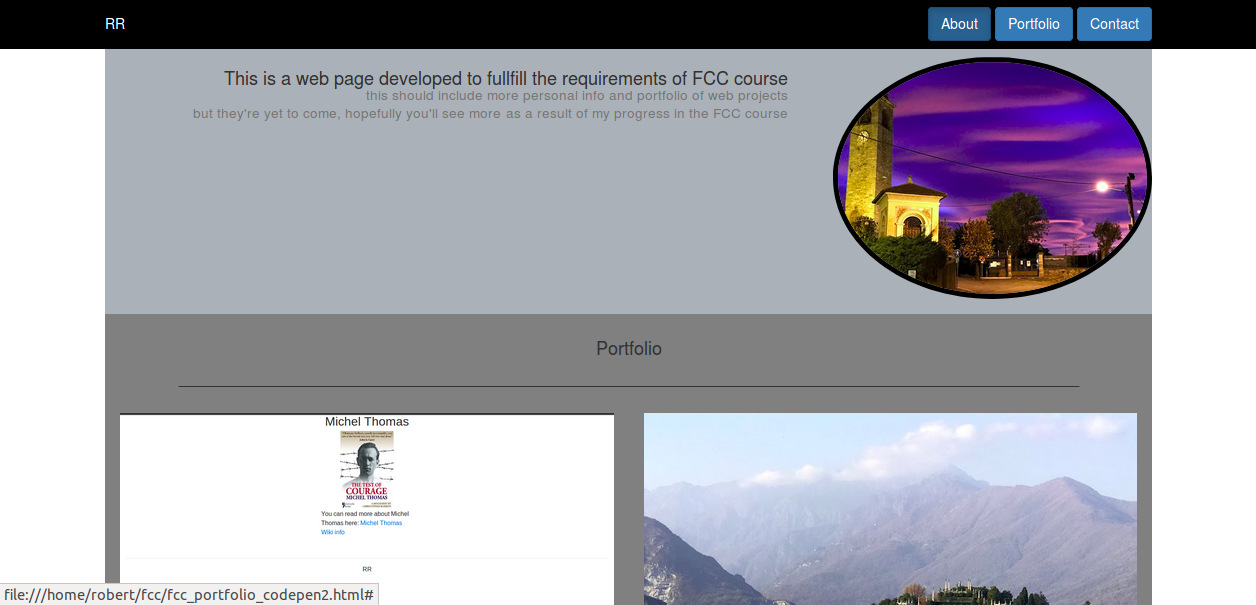 RR
About
Portfolio
Contact
This is a web page developed to fullfill the requirements of FCC course
this should include more personal info and portfolio of web projects
but they're yet to come, hopefully you'll see more as a result of my progress in the FCC course
Portfolio
Michel Thomas
THE TEST OF
COURAGE
MICHEL THOMAS
You can read more about Michel
Thomas here: Michel Thomas
Wiki info
RR
file:///home/robert/fcc/fcc_portfolio_codepen2.html#